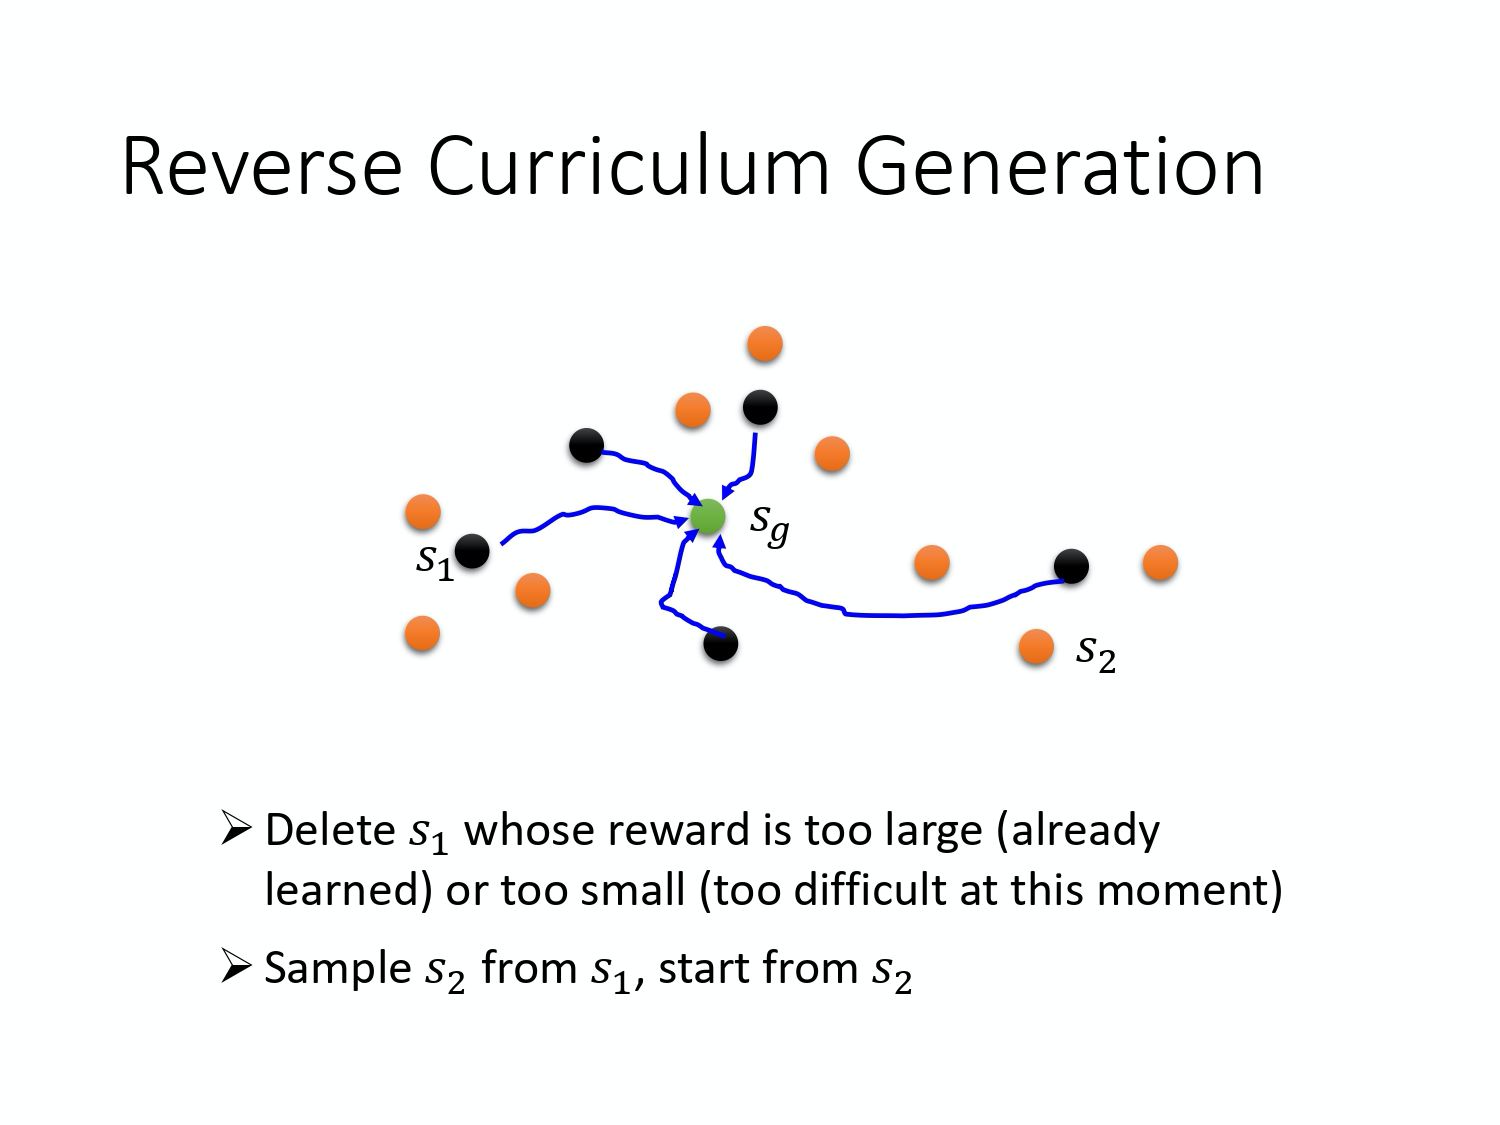 Reverse Curriculum Generation
s_g
s_1
s_2
➢ Delete s_1 whose reward is too large (already
learned) or too small (too difficult at this moment)
➢ Sample s_2 from s_1, start from s_2